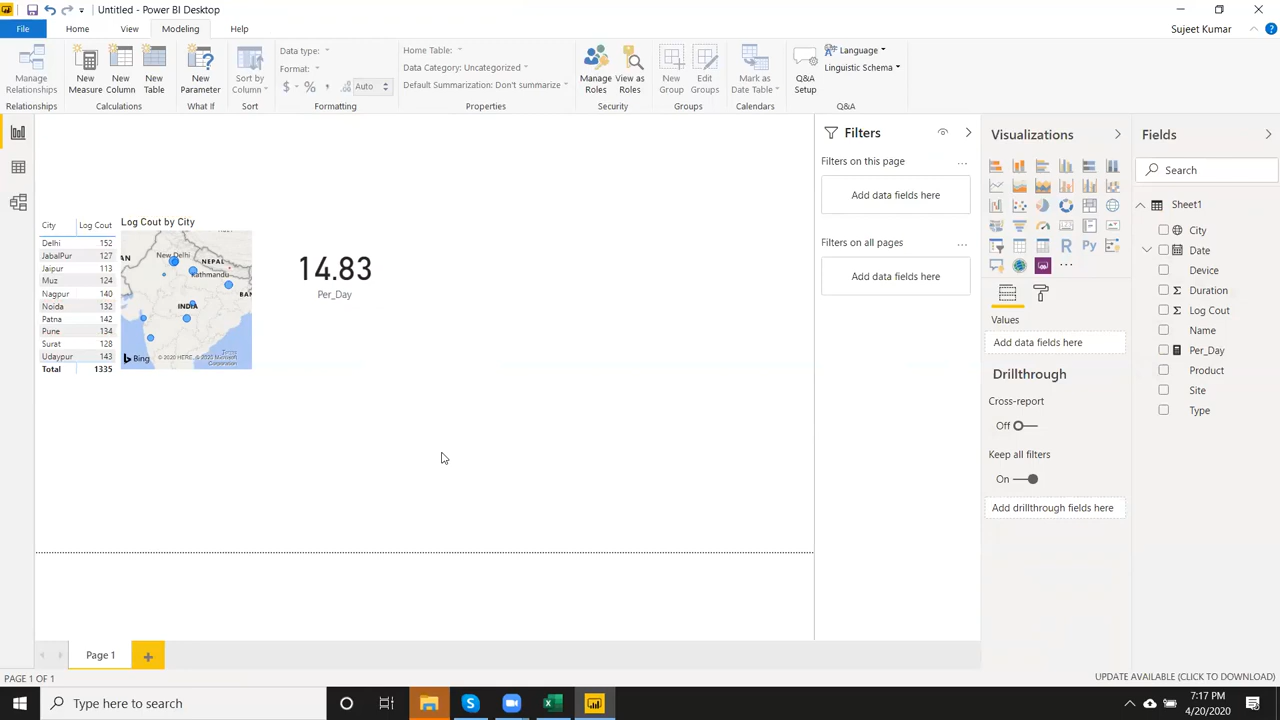 Untitled - Power BI Desktop
File Home View Modeling Help Sujeet Kumar
Manage Relationships
New Measure
New Column
New Table
New Parameter
Sort by Column
Data type:
Format:
$ % , Auto
Home Table:
Data Category: Uncategorized
Default Summarization: Don't summarize
Manage Roles
View as Roles
New Group
Edit Groups
Mark as Date Table
Q&A Setup
Language
Linguistic Schema
Relationships Calculations What If Sort Formatting Properties Security Groups Calendars Q&A
City Log Cout
Delhi 152
JabalPur 127
Jaipur 113
Muz 124
Nagpur 140
Noida 132
Patna 142
Pune 134
Surat 128
Udaypur 143
Total 1335
Log Cout by City
New Delhi
NEPAL
Kathmandu
INDIA
Bing
© 2020 HERE, © 2020 Microsoft Corporation Terms
14.83
Per_Day
Filters
Filters on this page ...
Add data fields here
Filters on all pages ...
Add data fields here
Visualizations
R Py
Values
Add data fields here
Drillthrough
Cross-report
Off
Keep all filters
On
Add drillthrough fields here
Fields
Search
Sheet1
City
Date
Device
Duration
Log Cout
Name
Per_Day
Product
Site
Type
Page 1
PAGE 1 OF 1
UPDATE AVAILABLE (CLICK TO DOWNLOAD)
Type here to search
7:17 PM
4/20/2020